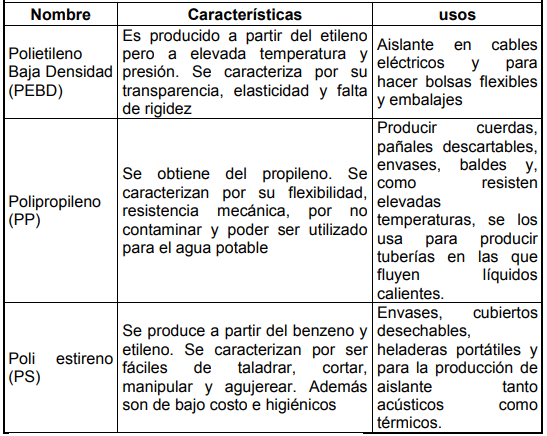 Nombre
Características
usos
Polietileno
Baja Densidad
(PEBD)
Es producido a partir del etileno
pero a elevada temperatura y
presión. Se caracteriza por su
transparencia, elasticidad y falta
de rigidez
Aislante en cables
eléctricos y para
hacer bolsas flexibles
y embalajes
Polipropileno
(PP)
Se obtiene del propileno. Se
caracterizan por su flexibilidad,
resistencia mecánica, por no
contaminar y poder ser utilizado
para el agua potable
Producir cuerdas,
pañales descartables,
envases, baldes y,
como resisten
elevadas
temperaturas, se los
usa para producir
tuberías en las que
fluyen líquidos
calientes.
Poli estireno
(PS)
Se produce a partir del benzeno y
etileno. Se caracterizan por ser
fáciles de taladrar, cortar,
manipular y agujerear. Además
son de bajo costo e higiénicos
Envases, cubiertos
desechables,
heladeras portátiles y
para la producción de
aislante tanto
acústicos como
térmicos.